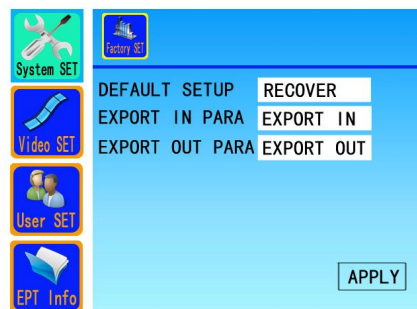 System SET
Factory SET
DEFAULT SETUP RECOVER
EXPORT IN PARA EXPORT IN
EXPORT OUT PARA EXPORT OUT
Video SET
User SET
EPT Info
APPLY